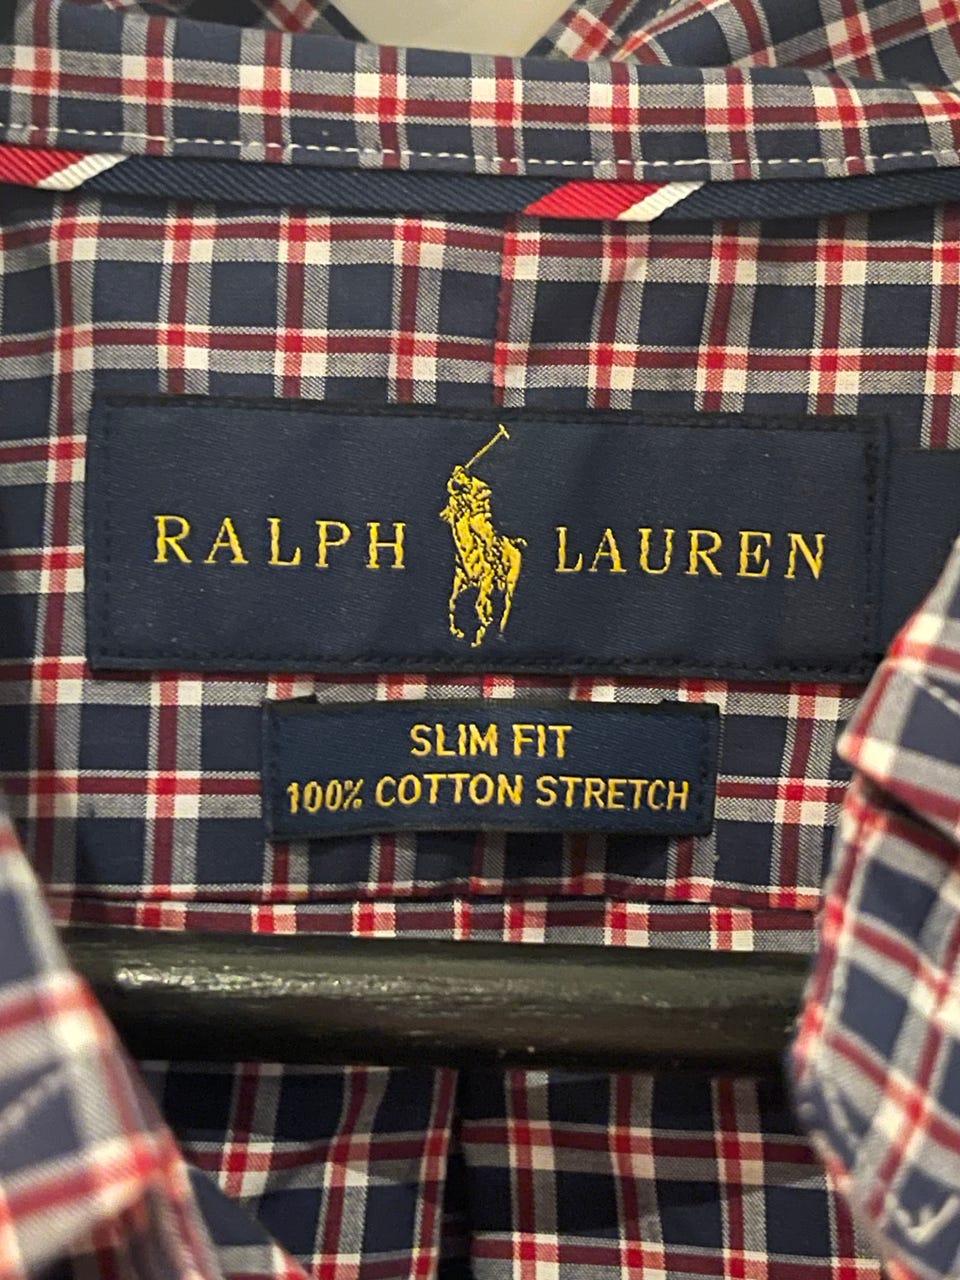 RALPH LAUREN
SLIM FIT
100% COTTON STRETCH